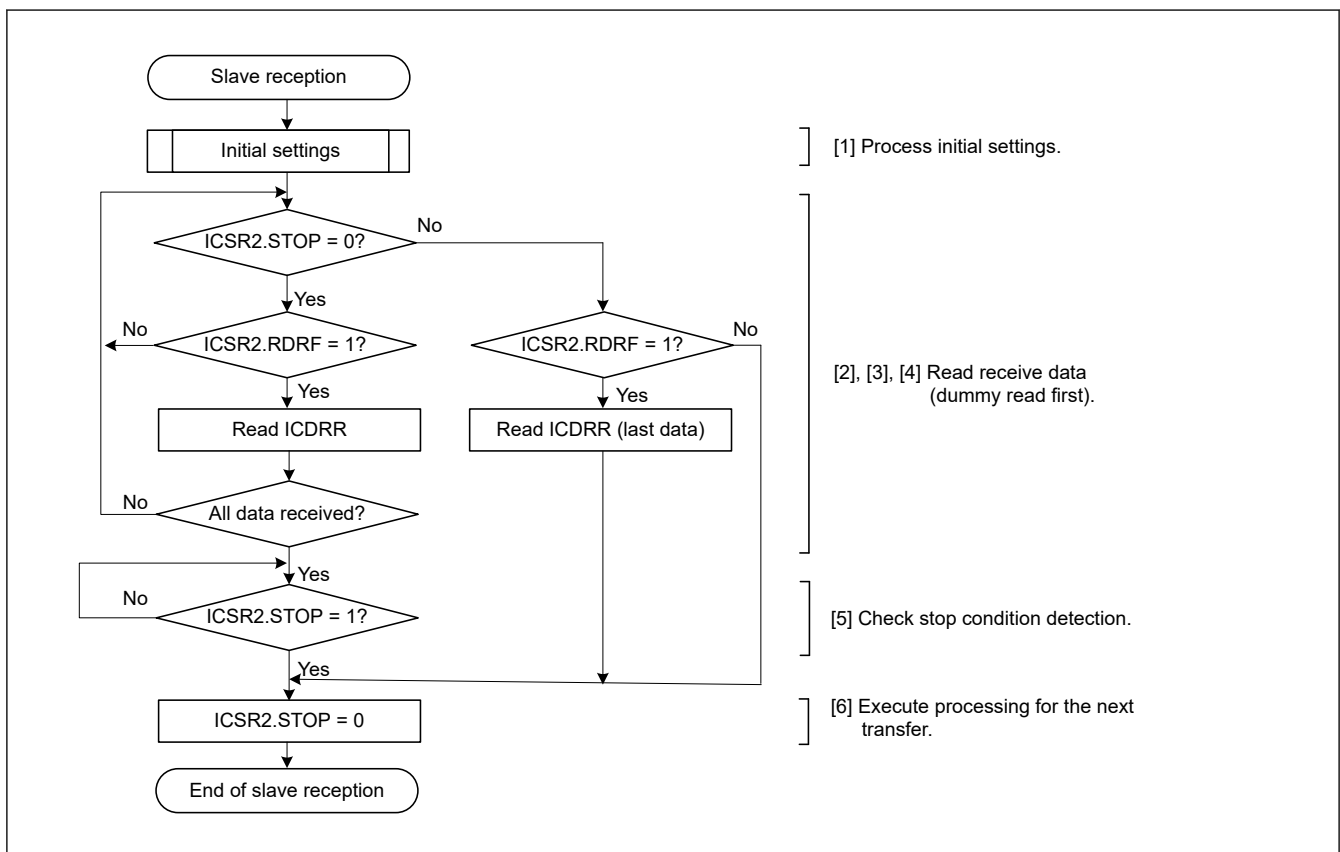 Slave reception
Initial settings
[1] Process initial settings.
ICSR2.STOP = 0?
No
Yes
ICSR2.RDRF = 1?
No
Yes
ICSR2.RDRF = 1?
No
Yes
[2], [3], [4] Read receive data
(dummy read first).
Read ICDRR
Read ICDRR (last data)
All data received?
No
Yes
ICSR2.STOP = 1?
No
Yes
[5] Check stop condition detection.
ICSR2.STOP = 0
[6] Execute processing for the next
transfer.
End of slave reception